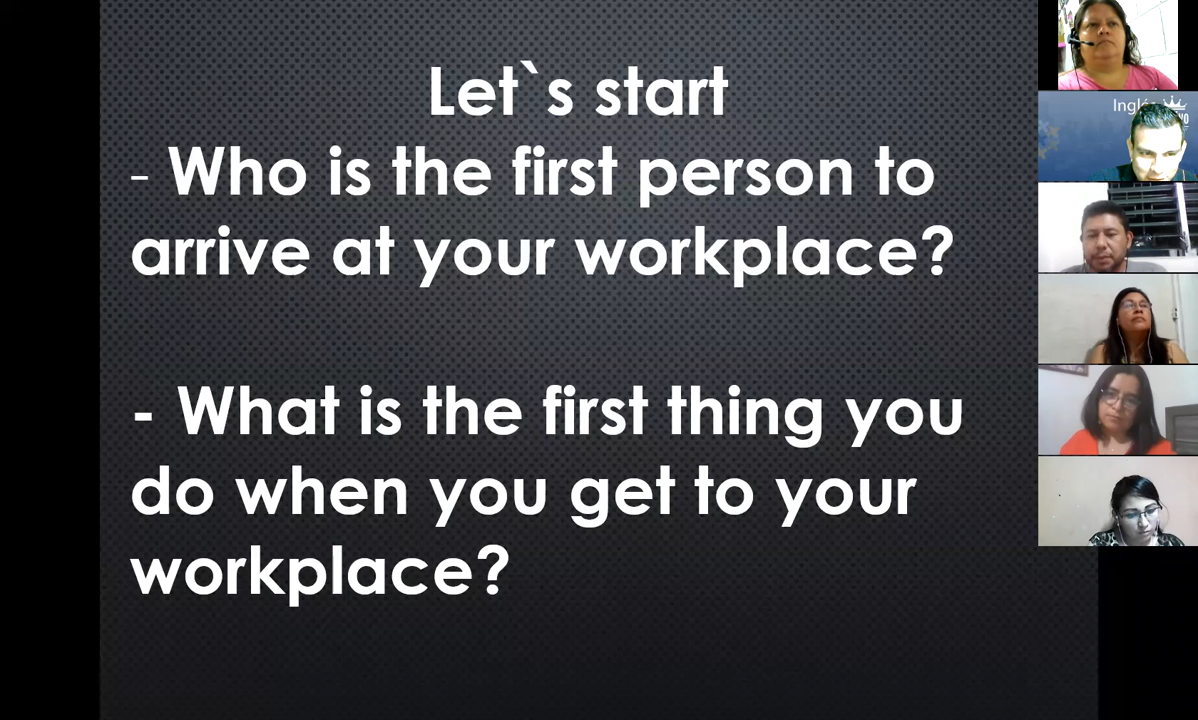 Let`s start
- Who is the first person to
arrive at your workplace?
- What is the first thing you
do when you get to your
workplace?